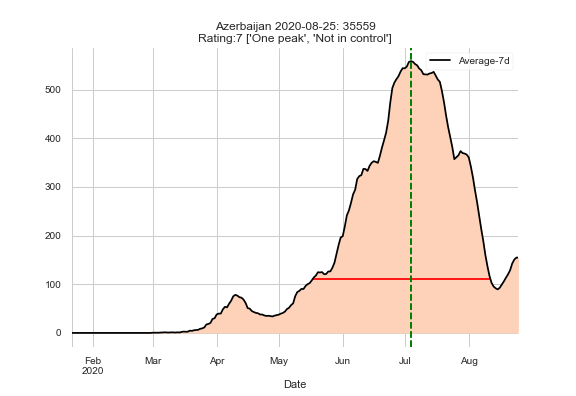 Azerbaijan 2020-08-25: 35559
Rating:7 ['One peak', 'Not in control']
Average-7d
500
400
300
200
100
0
Feb
2020
Mar
Apr
May
Jun
Jul
Aug
Date